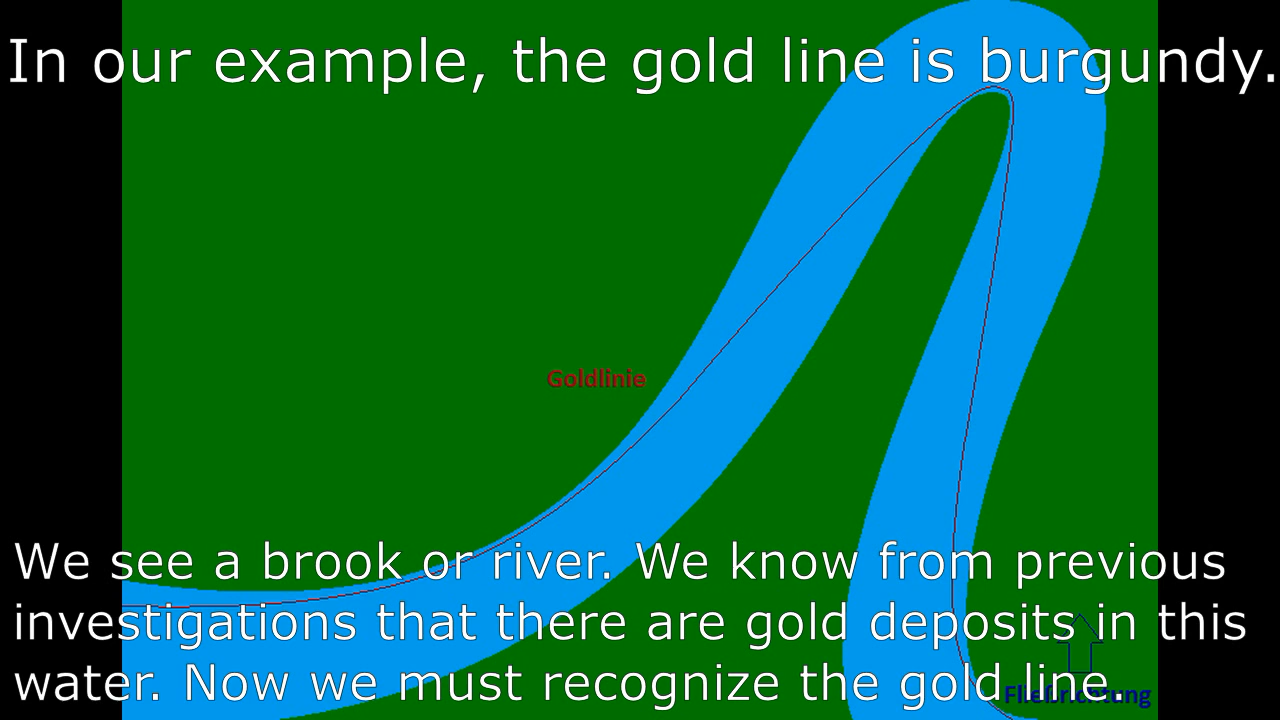 In our example, the gold line is burgundy.
Goldlinie
We see a brook or river. We know from previous
investigations that there are gold deposits in this
water. Now we must recognize the gold line.
Fließrichtung